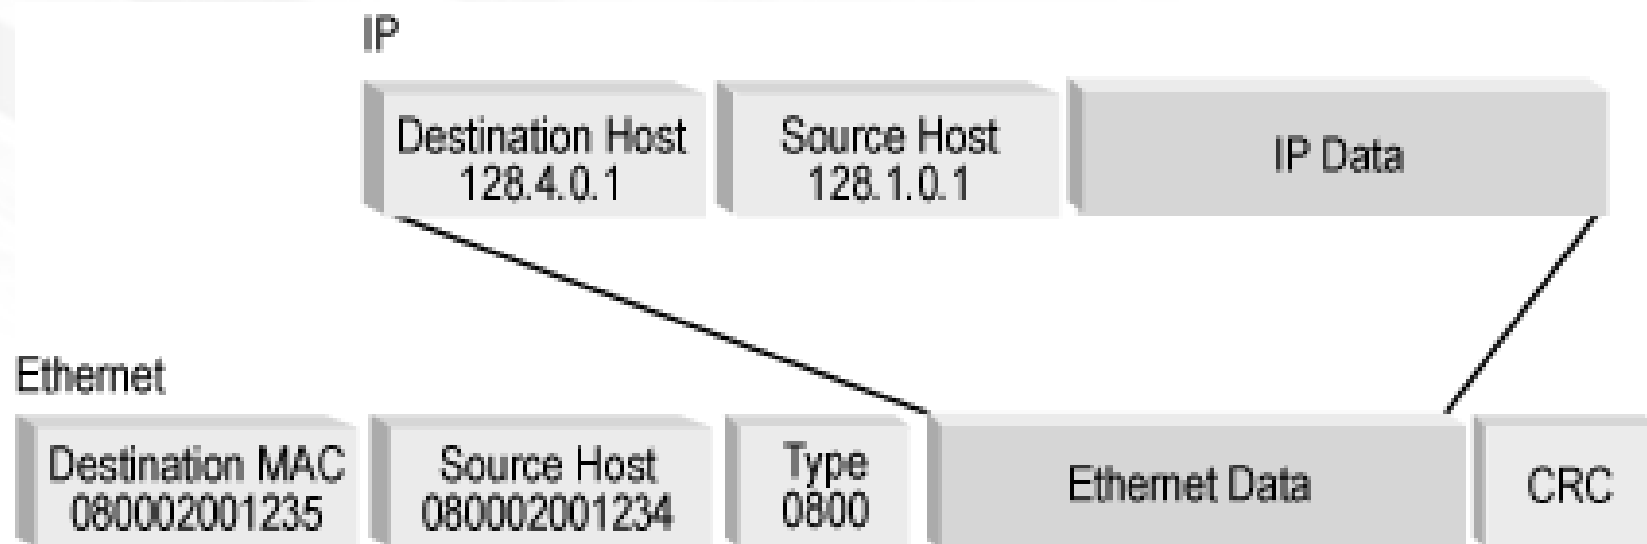 IP
Destination Host
128.4.0.1
Source Host
128.1.0.1
IP Data
Ethernet
Destination MAC
080002001235
Source Host
080002001234
Type
0800
Ethernet Data
CRC